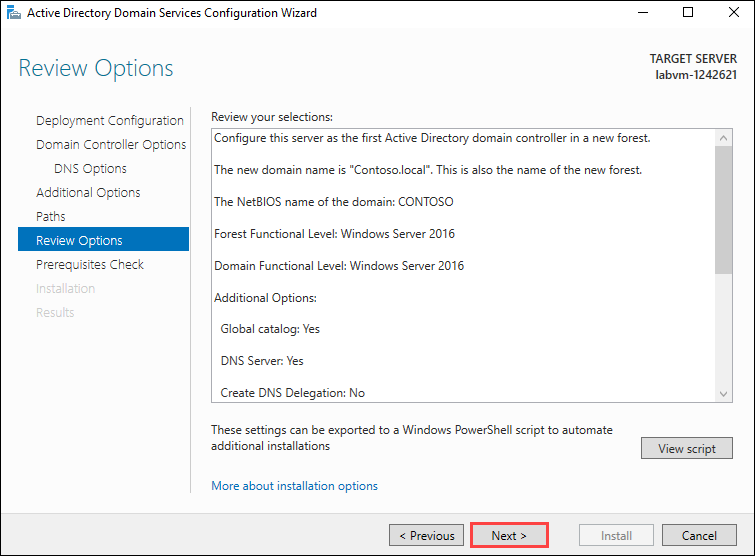 Active Directory Domain Services Configuration Wizard
Review Options
TARGET SERVER
labvm-1242621
Deployment Configuration
Domain Controller Options
DNS Options
Additional Options
Paths
Review Options
Prerequisites Check
Installation
Results
Review your selections:
Configure this server as the first Active Directory domain controller in a new forest.
The new domain name is "Contoso.local". This is also the name of the new forest.
The NetBIOS name of the domain: CONTOSO
Forest Functional Level: Windows Server 2016
Domain Functional Level: Windows Server 2016
Additional Options:
Global catalog: Yes
DNS Server: Yes
Create DNS Delegation: No
These settings can be exported to a Windows PowerShell script to automate
additional installations
View script
More about installation options
< Previous
Next >
Install
Cancel